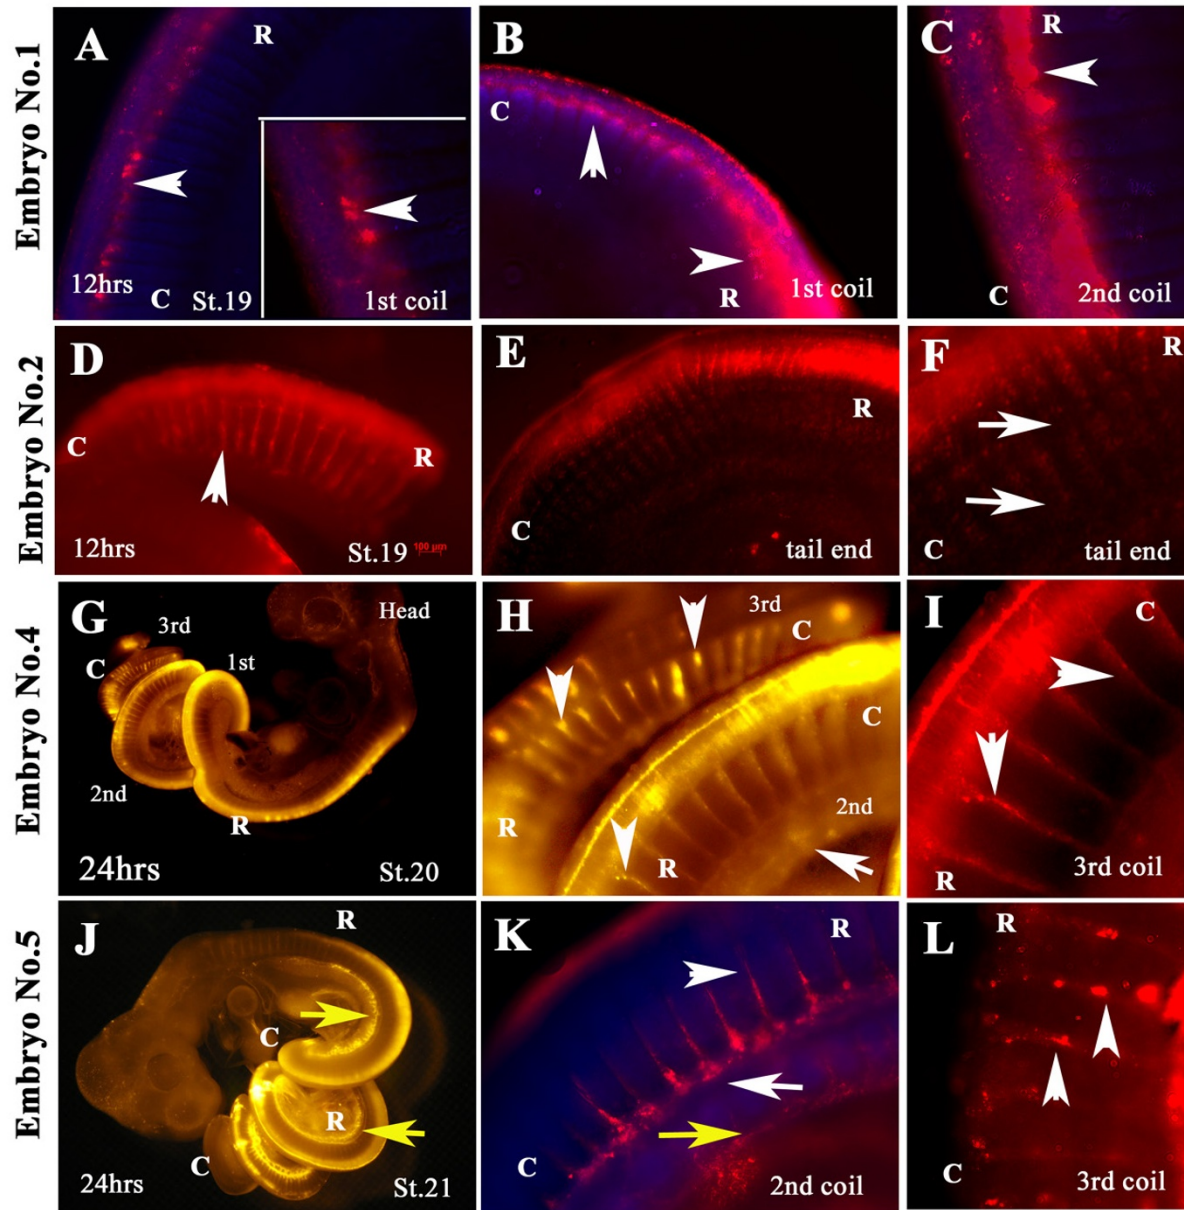 Embryo No.1
A
R
12hrs
C
St.19
1st coil
B
C
R
1st coil
C
R
C
2nd coil
Embryo No.2
D
C
R
12hrs
St.19
100 µm
E
R
C
tail end
F
R
C
tail end
Embryo No.4
G
3rd
Head
C
1st
2nd
R
24hrs
St.20
H
3rd
C
C
2nd
R
R
I
C
R
3rd coil
Embryo No.5
J
R
C
R
C
24hrs
St.21
K
R
C
2nd coil
L
R
C
3rd coil